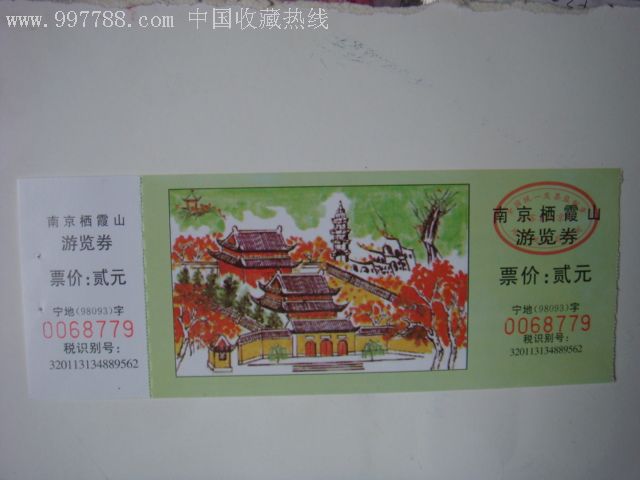 www.997788.com 中国收藏热线
南京栖霞山
游览券
票价:贰元
宁地(98093)字
0068779
税识别号:
320113134889562
南京栖霞山
游览券
票价:贰元
宁地(98093)字
0068779
税识别号:
320113134889562